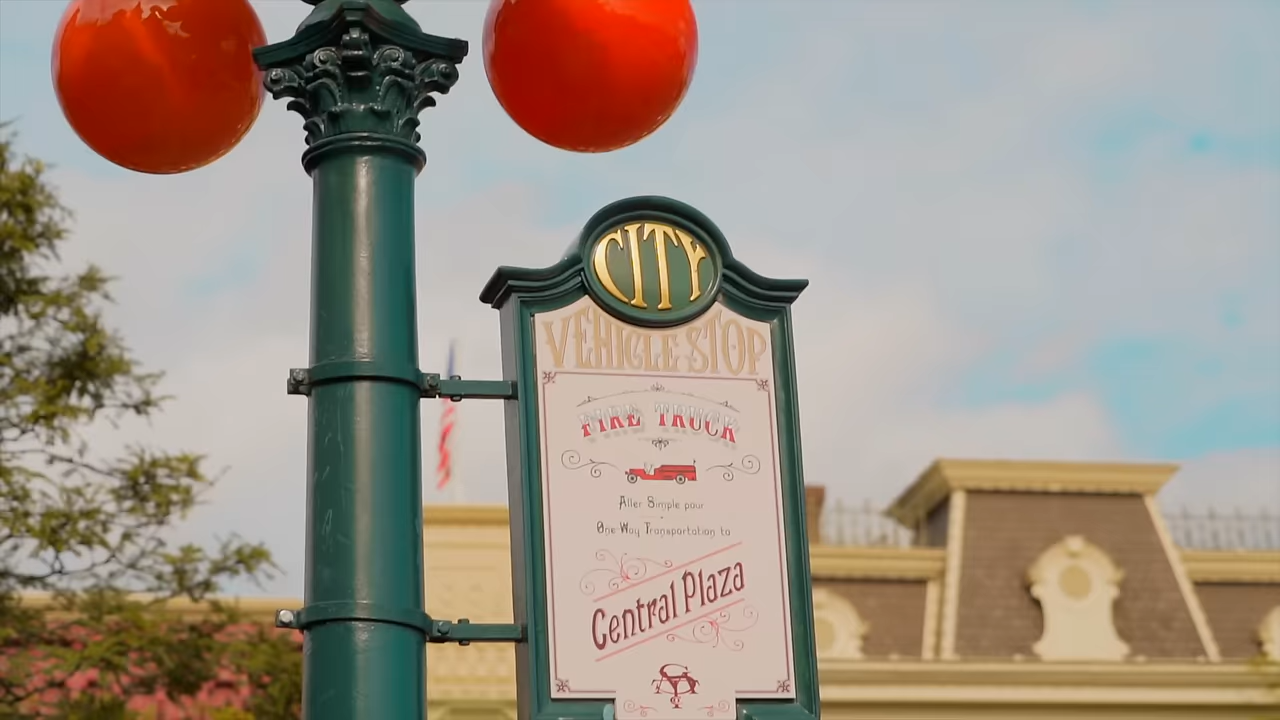 CITY
VEHICLE STOP
FIRE TRUCK
Aller Simple pour
One Way Transportation to
Central Plaza